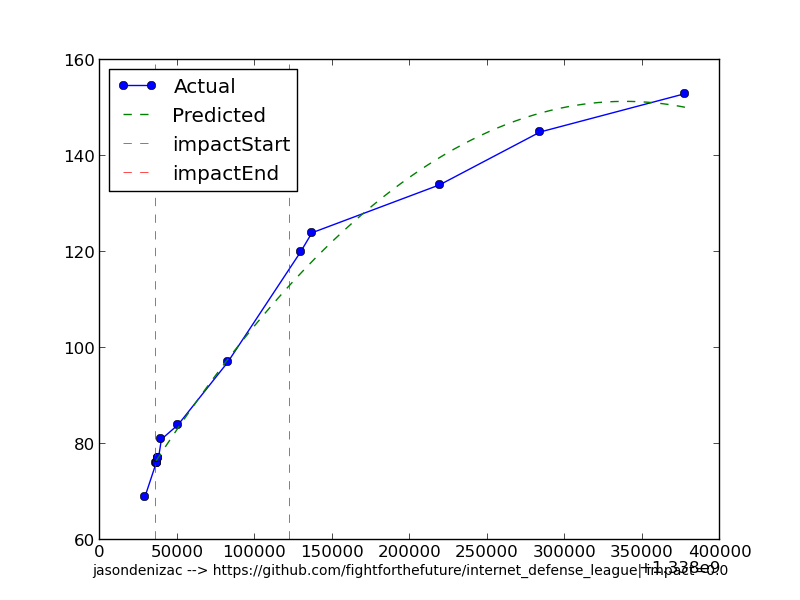 160
140
120
100
80
60
Actual
Predicted
impactStart
impactEnd
0 50000 100000 150000 200000 250000 300000 350000 400000
+1.338e9
jasondenizac --> https://github.com/fightforthefuture/internet_defense_league| impact=0.0